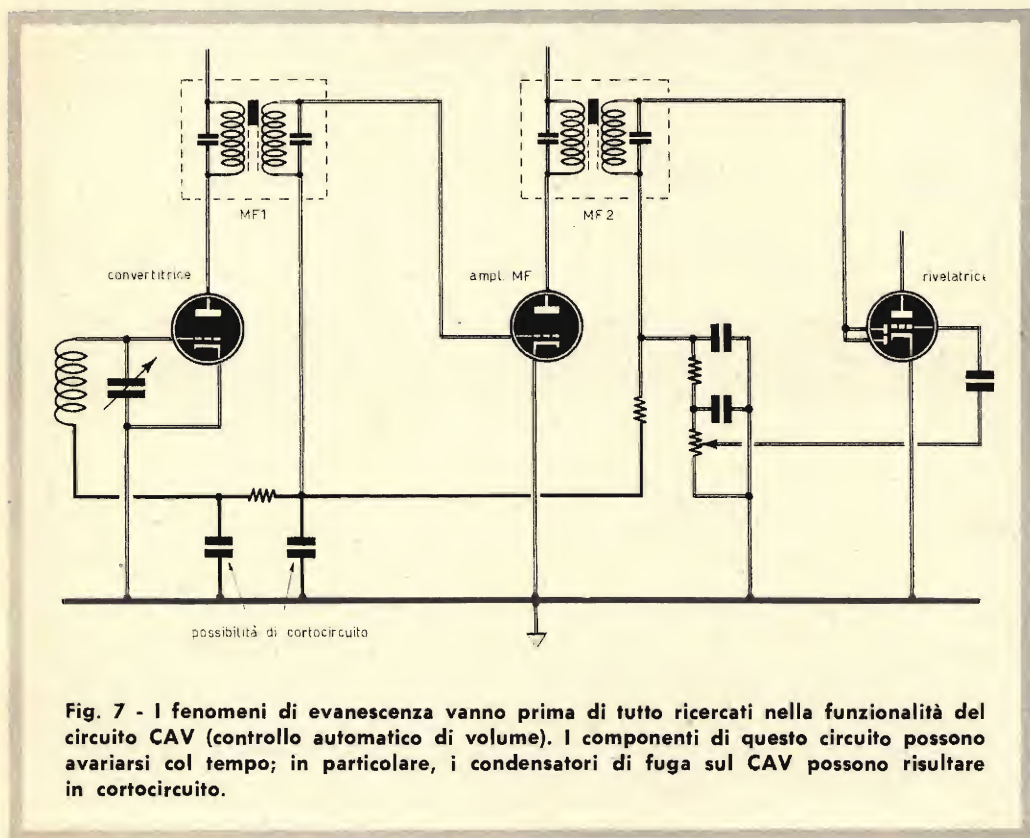 MF1
MF 2
convertitrice
ampl. MF
rivelatrice
possibilità di cortocircuito
Fig. 7 - I fenomeni di evanescenza vanno prima di tutto ricercati nella funzionalità del
circuito CAV (controllo automatico di volume). I componenti di questo circuito possono
avariarsi col tempo; in particolare, i condensatori di fuga sul CAV possono risultare
in cortocircuito.